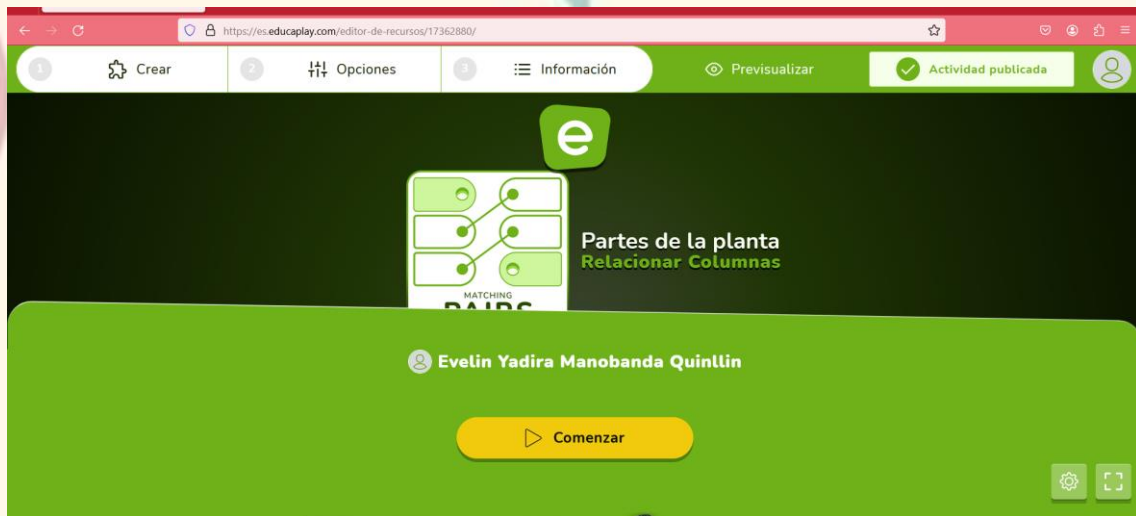 https://es.educaplay.com/editor-de-recursos/17362880/
1 Crear 2 Opciones 3 Información Previsualizar Actividad publicada
e
Partes de la planta
Relacionar Columnas
MATCHING
PAIRS
Evelin Yadira Manobanda Quinllin
Comenzar